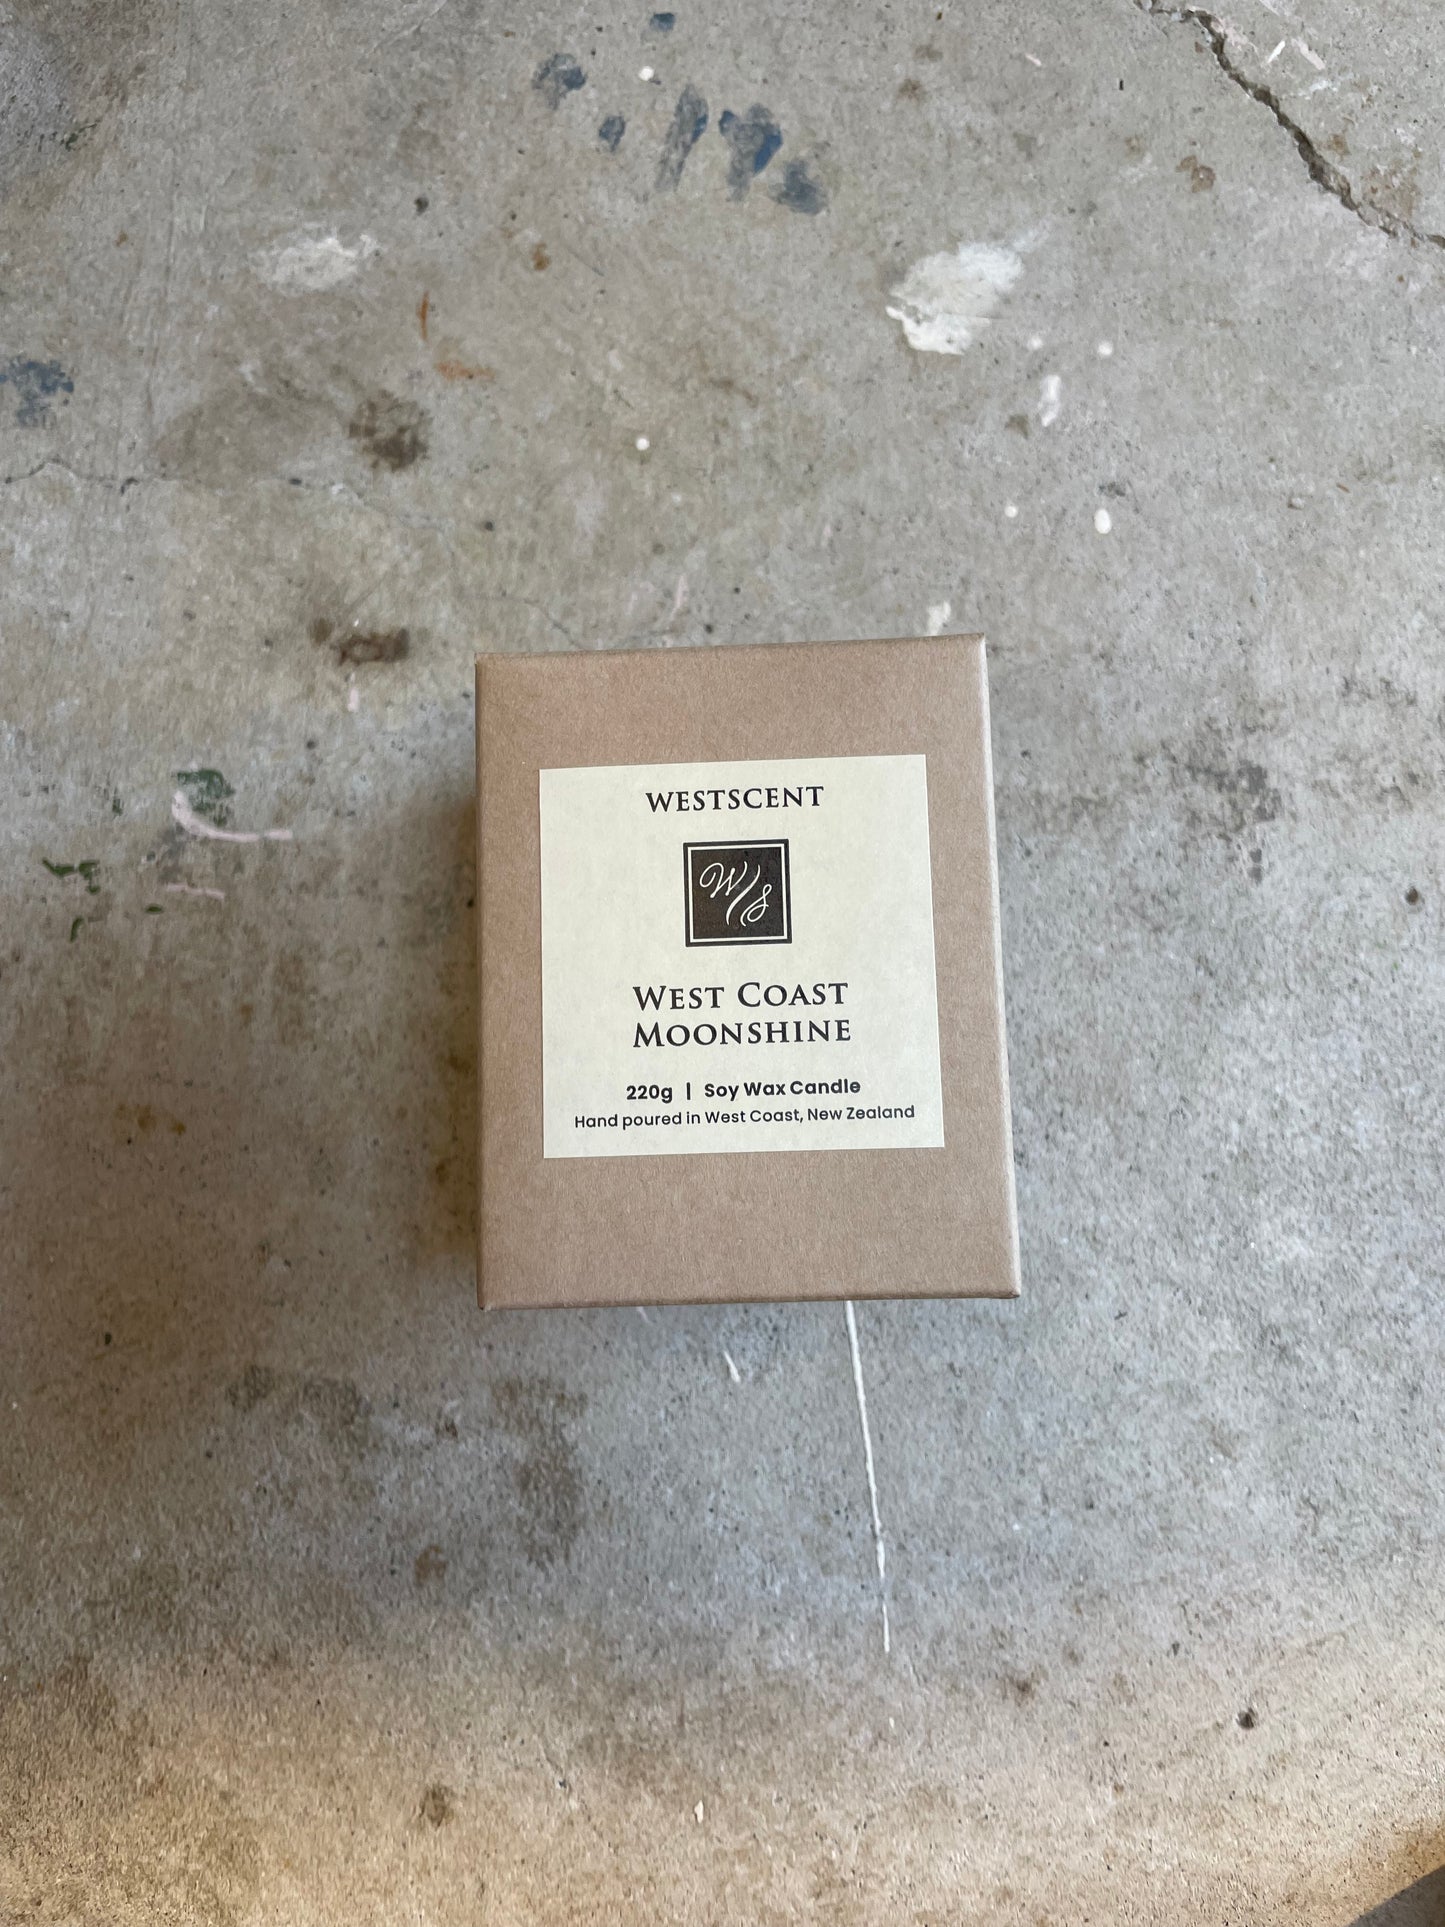 WESTSCENT
W/S
WEST COAST
MOONSHINE
220g | Soy Wax Candle
Hand poured in West Coast, New Zealand